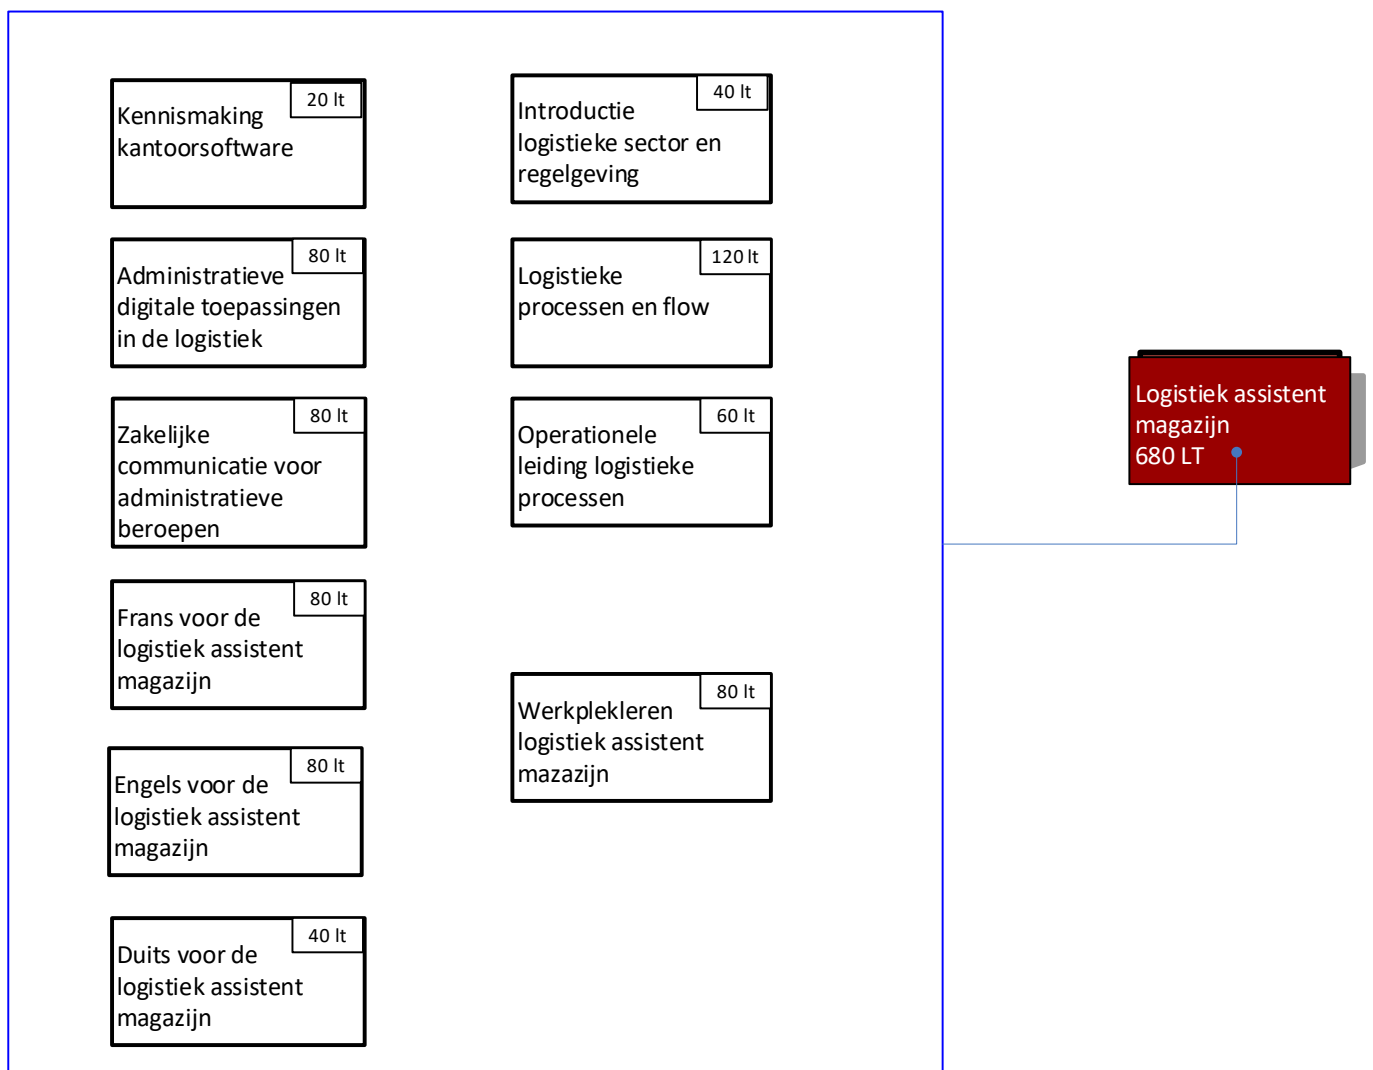 20 lt
Kennismaking
kantoorsoftware
80 lt
Administratieve
digitale toepassingen
in de logistiek
80 lt
Zakelijke
communicatie voor
administratieve
beroepen
80 lt
Frans voor de
logistiek assistent
magazijn
80 lt
Engels voor de
logistiek assistent
magazijn
40 lt
Duits voor de
logistiek assistent
magazijn
40 lt
Introductie
logistieke sector en
regelgeving
120 lt
Logistieke
processen en flow
60 lt
Operationele
leiding logistieke
processen
80 lt
Werkplekleren
logistiek assistent
mazazijn
Logistiek assistent
magazijn
680 LT